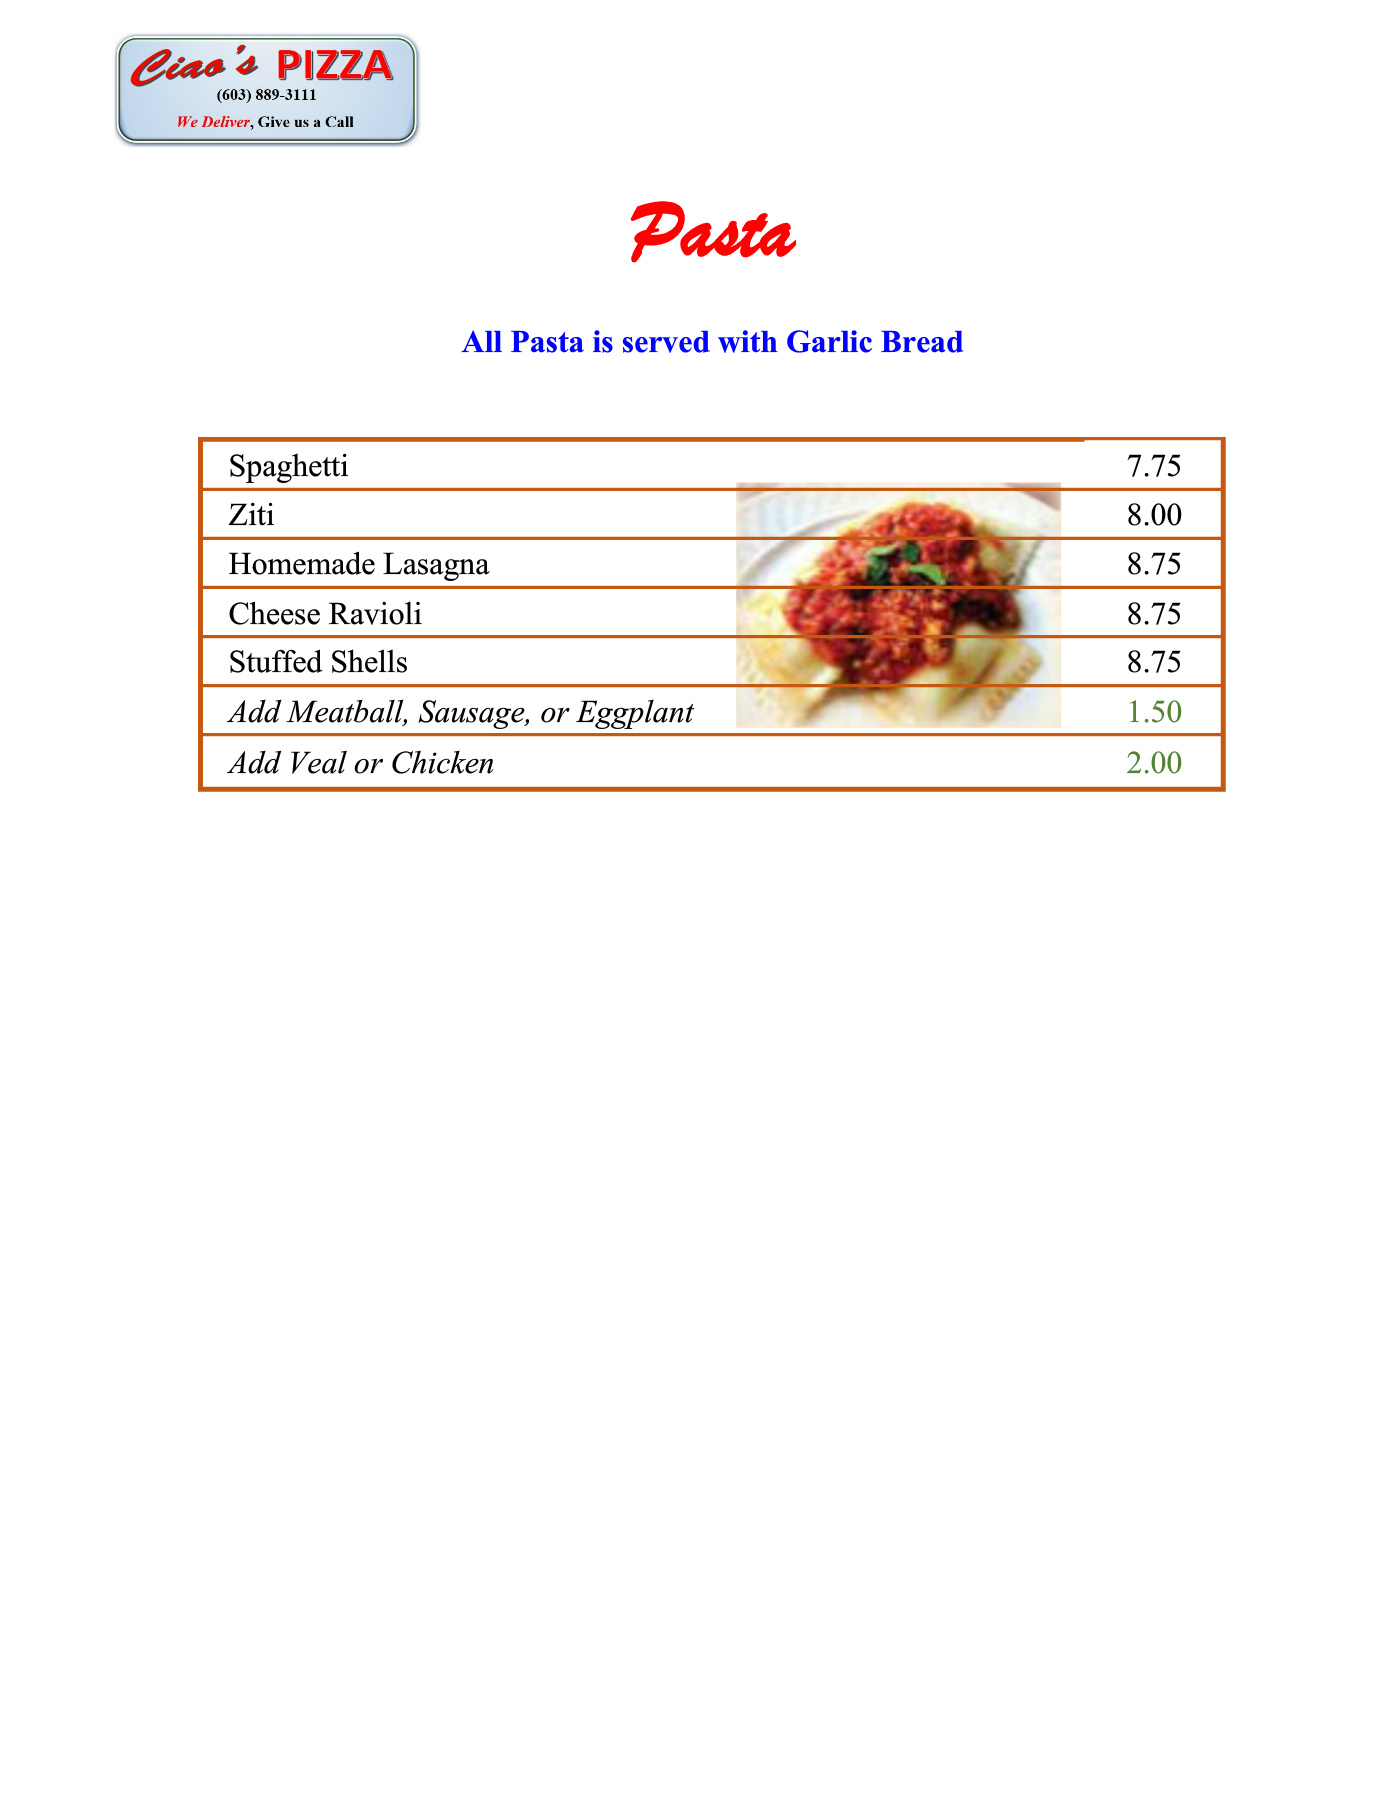 Ciao's PIZZA
(603) 889-3111
We Deliver, Give us a Call
Pasta
All Pasta is served with Garlic Bread
Spaghetti 7.75
Ziti 8.00
Homemade Lasagna 8.75
Cheese Ravioli 8.75
Stuffed Shells 8.75
Add Meatball, Sausage, or Eggplant 1.50
Add Veal or Chicken 2.00